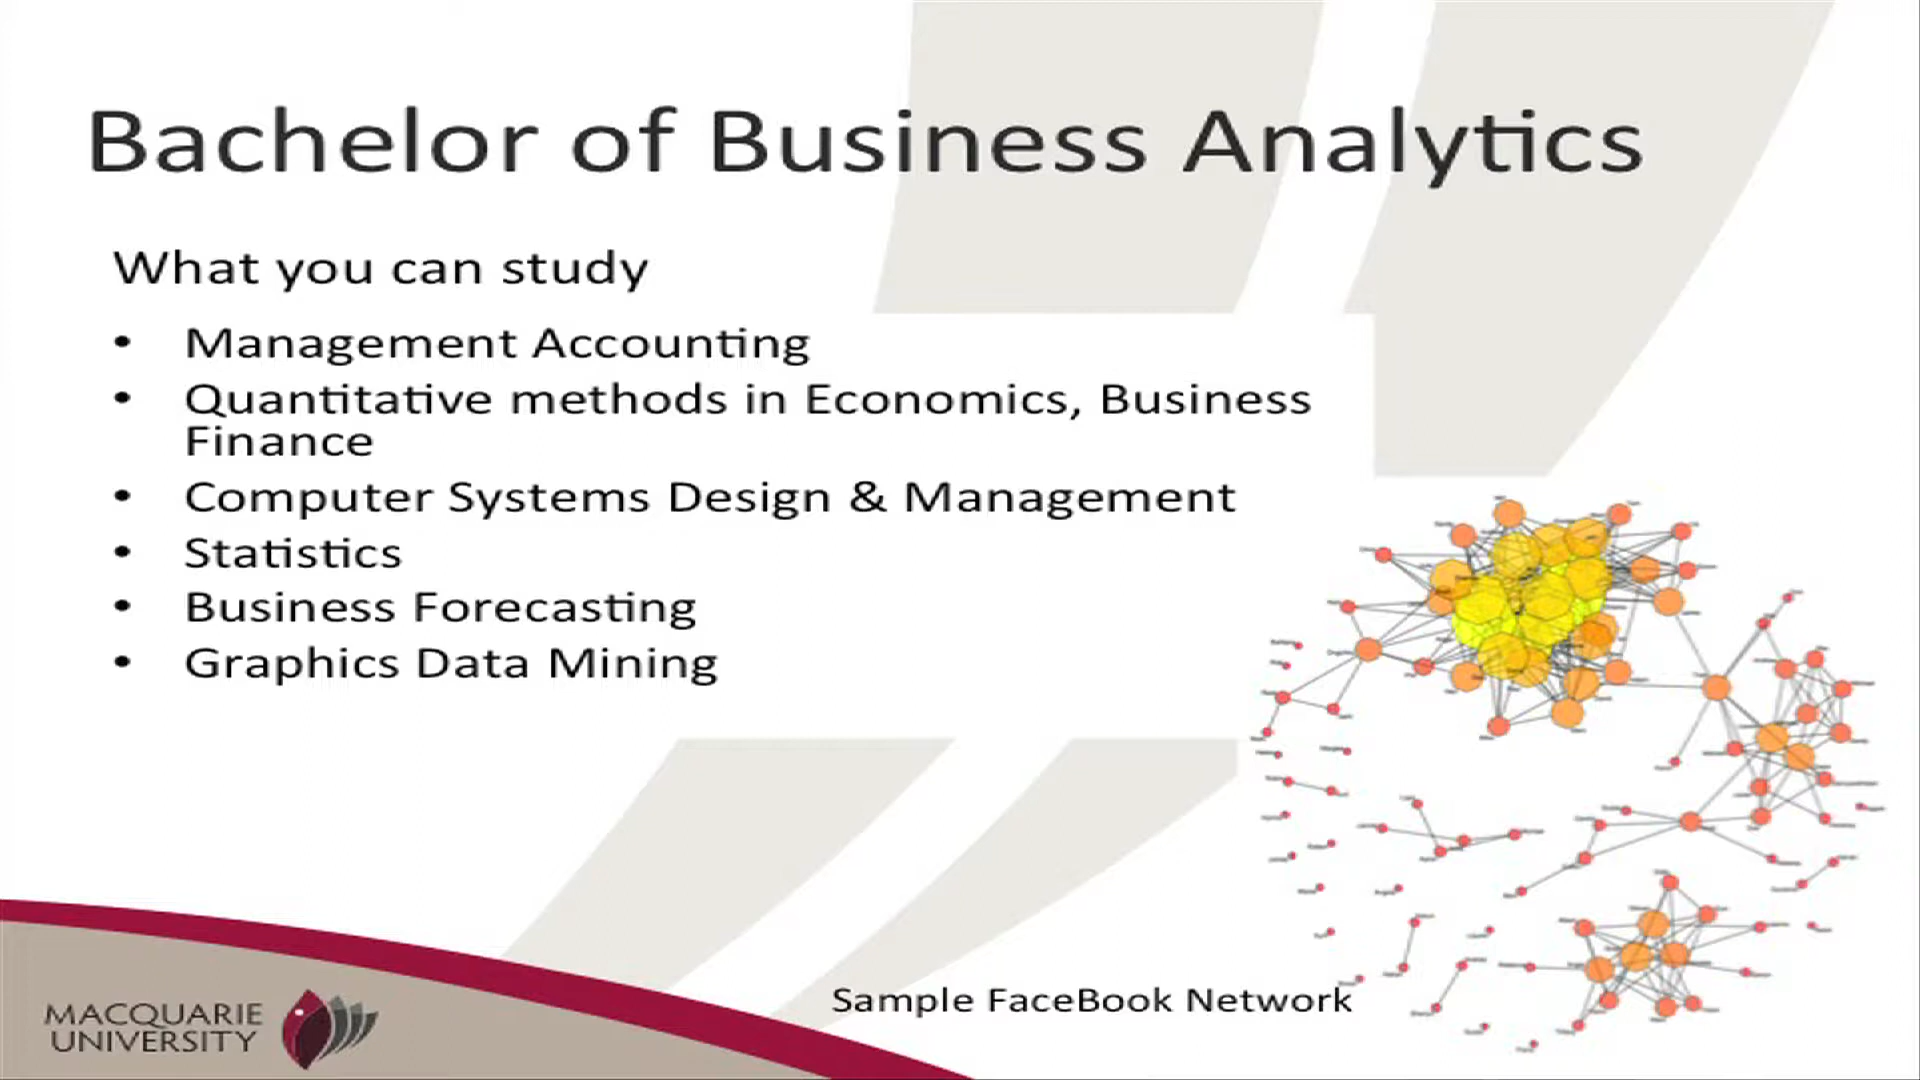 Bachelor of Business Analytics
What you can study
• Management Accounting
• Quantitative methods in Economics, Business
Finance
• Computer Systems Design & Management
• Statistics
• Business Forecasting
• Graphics Data Mining
Sample FaceBook Network
MACQUARIE
UNIVERSITY